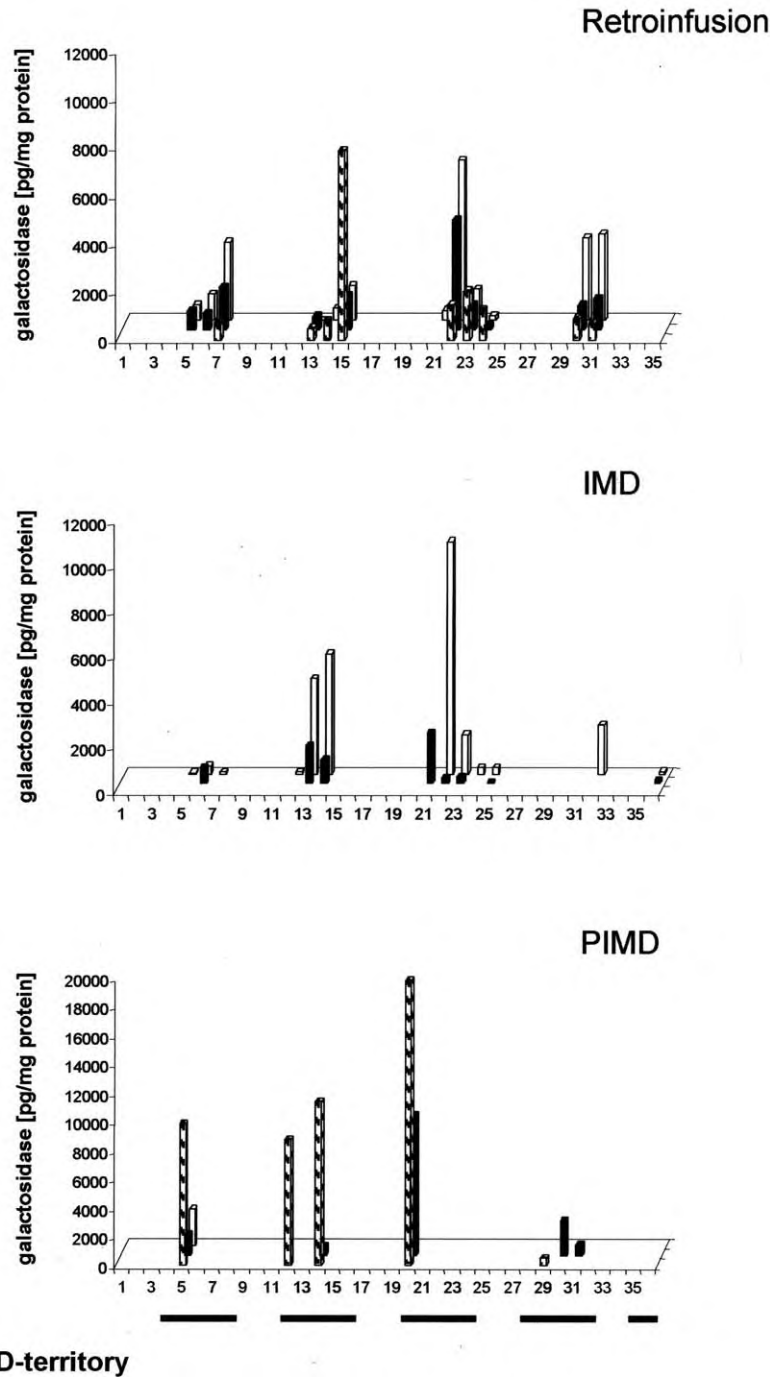 Retroinfusion
galactosidase [pg/mg protein]
12000
10000
8000
6000
4000
2000
0
1 3 5 7 9 11 13 15 17 19 21 23 25 27 29 31 33 35
IMD
galactosidase [pg/mg protein]
12000
10000
8000
6000
4000
2000
0
1 3 5 7 9 11 13 15 17 19 21 23 25 27 29 31 33 35
PIMD
galactosidase [pg/mg protein]
20000
18000
16000
14000
12000
10000
8000
6000
4000
2000
0
1 3 5 7 9 11 13 15 17 19 21 23 25 27 29 31 33 35
D-territory